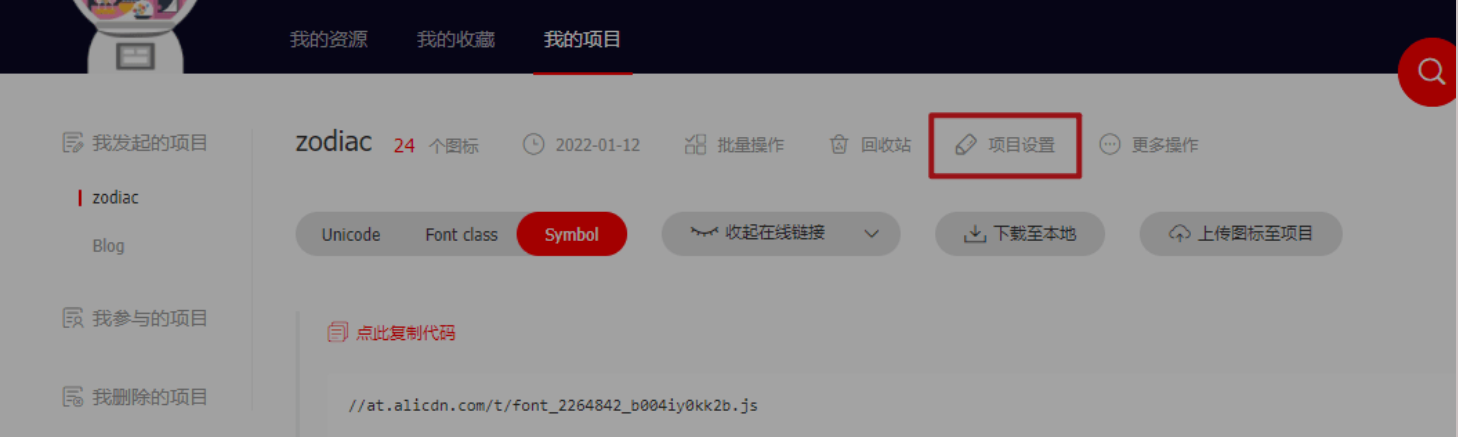 我的资源 我的收藏 我的项目
我发起的项目
zodiac
Blog
我参与的项目
我删除的项目
zodiac 24 个图标 2022-01-12 批量操作 回收站 项目设置 更多操作
Unicode Font class Symbol 收起在线链接 下载至本地 上传图标至项目
点此复制代码
//at.alicdn.com/t/font_2264842_b004iy0kk2b.js